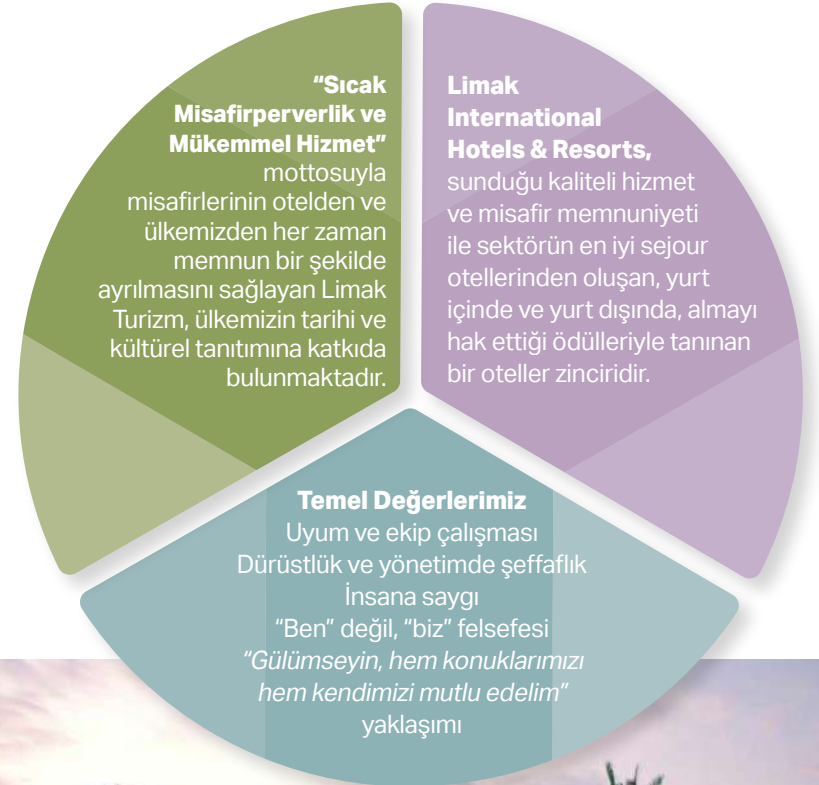 “Sıcak
Misafirperverlik ve
Mükemmel Hizmet”
mottosuyla
misafirlerinin otelden ve
ülkemizden her zaman
memnun bir şekilde
ayrılmasını sağlayan Limak
Turizm, ülkemizin tarihi ve
kültürel tanıtımına katkıda
bulunmaktadır.
Limak
International
Hotels & Resorts,
sunduğu kaliteli hizmet
ve misafir memnuniyeti
ile sektörün en iyi sejour
otellerinden oluşan, yurt
içinde ve yurt dışında, almayı
hak ettiği ödülleriyle tanınan
bir oteller zinciridir.
Temel Değerlerimiz
Uyum ve ekip çalışması
Dürüstlük ve yönetimde şeffaflık
İnsana saygı
“Ben” değil, “biz” felsefesi
“Gülümseyin, hem konuklarımızı
hem kendimizi mutlu edelim”
yaklaşımı